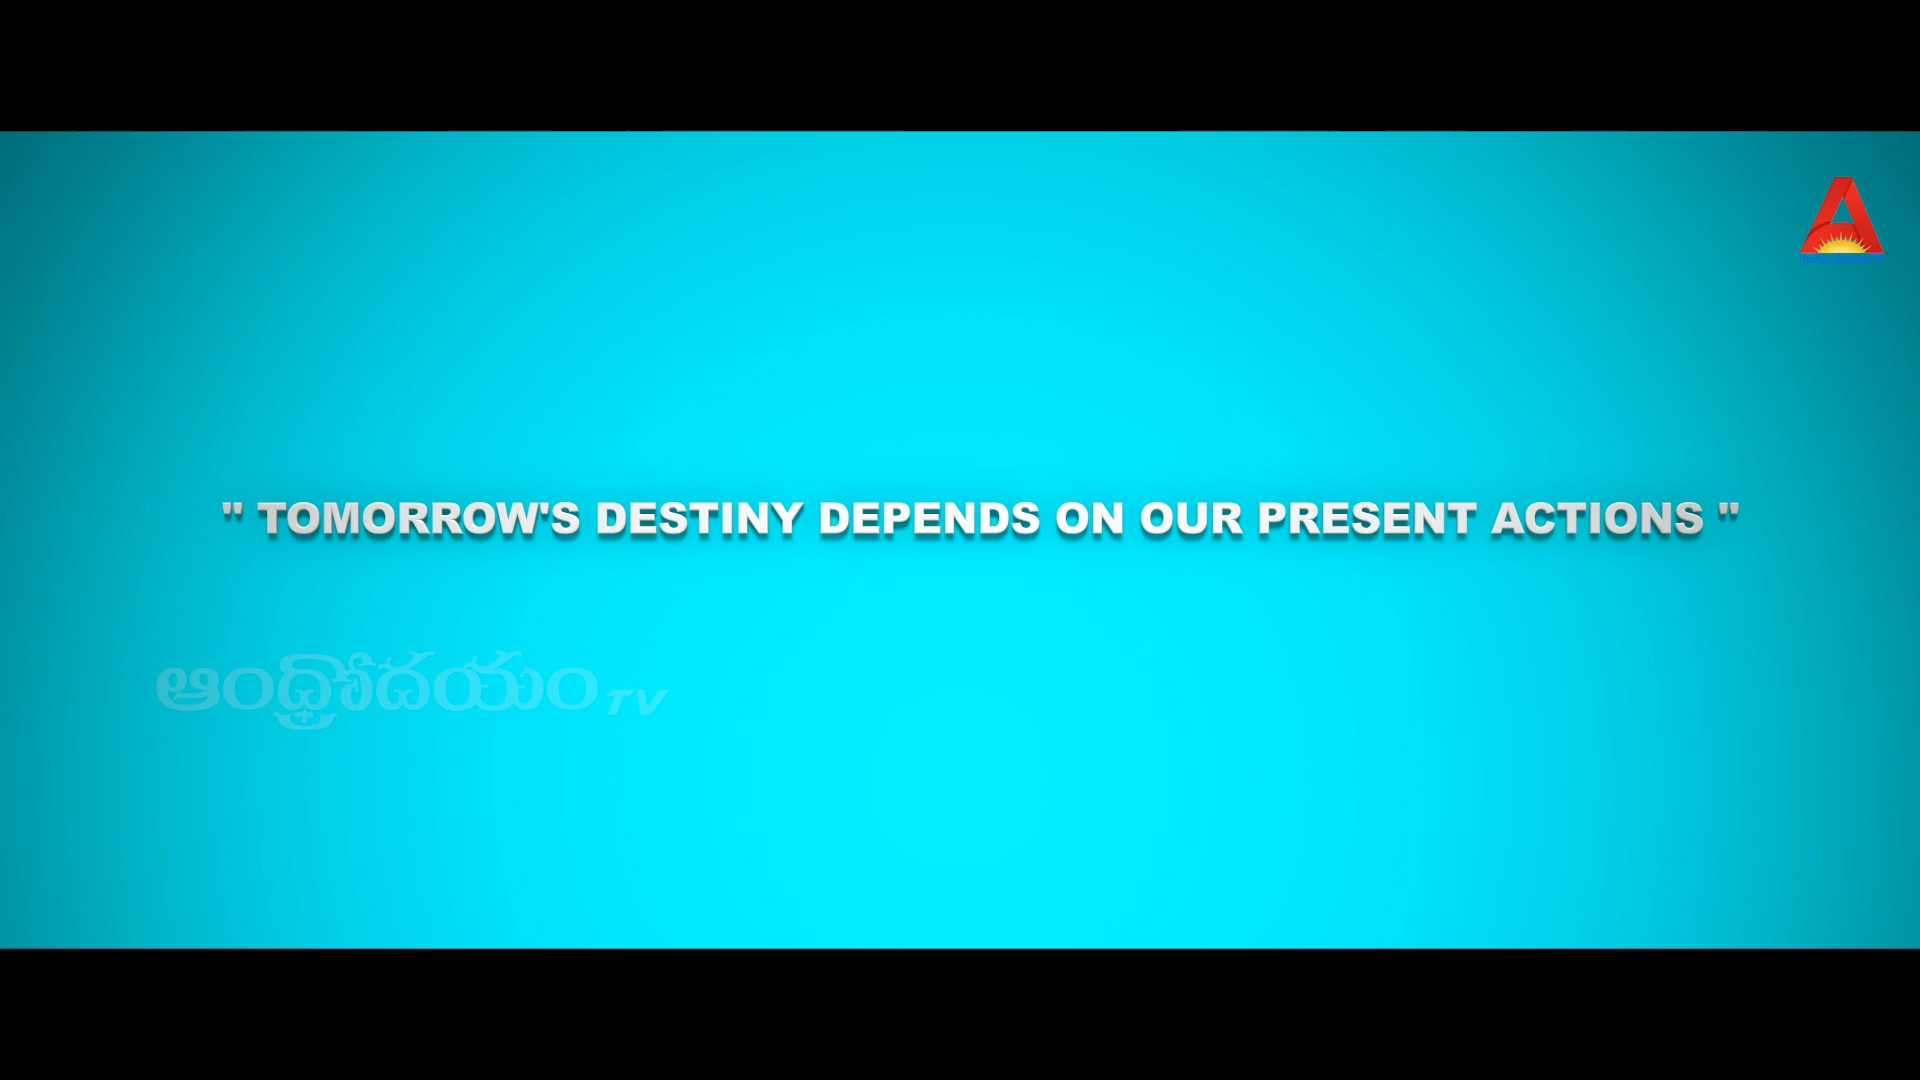 " TOMORROW'S DESTINY DEPENDS ON OUR PRESENT ACTIONS "
ఆంధ్రోదయం TV